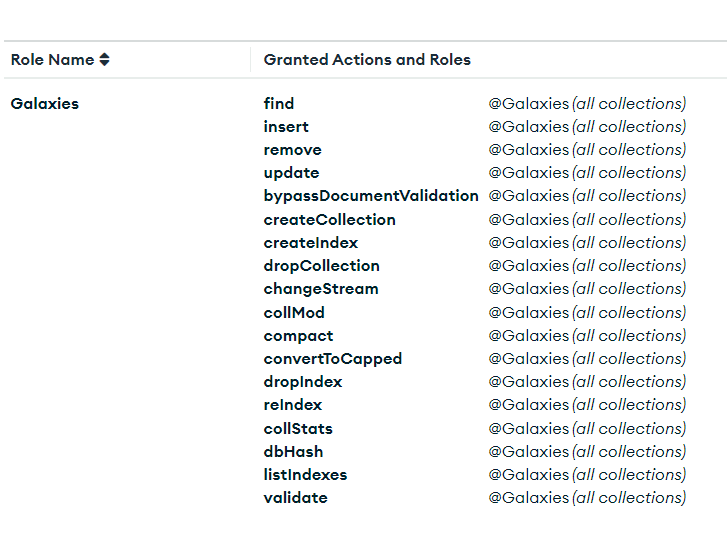 Role Name Granted Actions and Roles
Galaxies find @Galaxies (all collections)
insert @Galaxies (all collections)
remove @Galaxies (all collections)
update @Galaxies (all collections)
bypassDocumentValidation @Galaxies (all collections)
createCollection @Galaxies (all collections)
createIndex @Galaxies (all collections)
dropCollection @Galaxies (all collections)
changeStream @Galaxies (all collections)
collMod @Galaxies (all collections)
compact @Galaxies (all collections)
convertToCapped @Galaxies (all collections)
dropIndex @Galaxies (all collections)
reIndex @Galaxies (all collections)
collStats @Galaxies (all collections)
dbHash @Galaxies (all collections)
listIndexes @Galaxies (all collections)
validate @Galaxies (all collections)